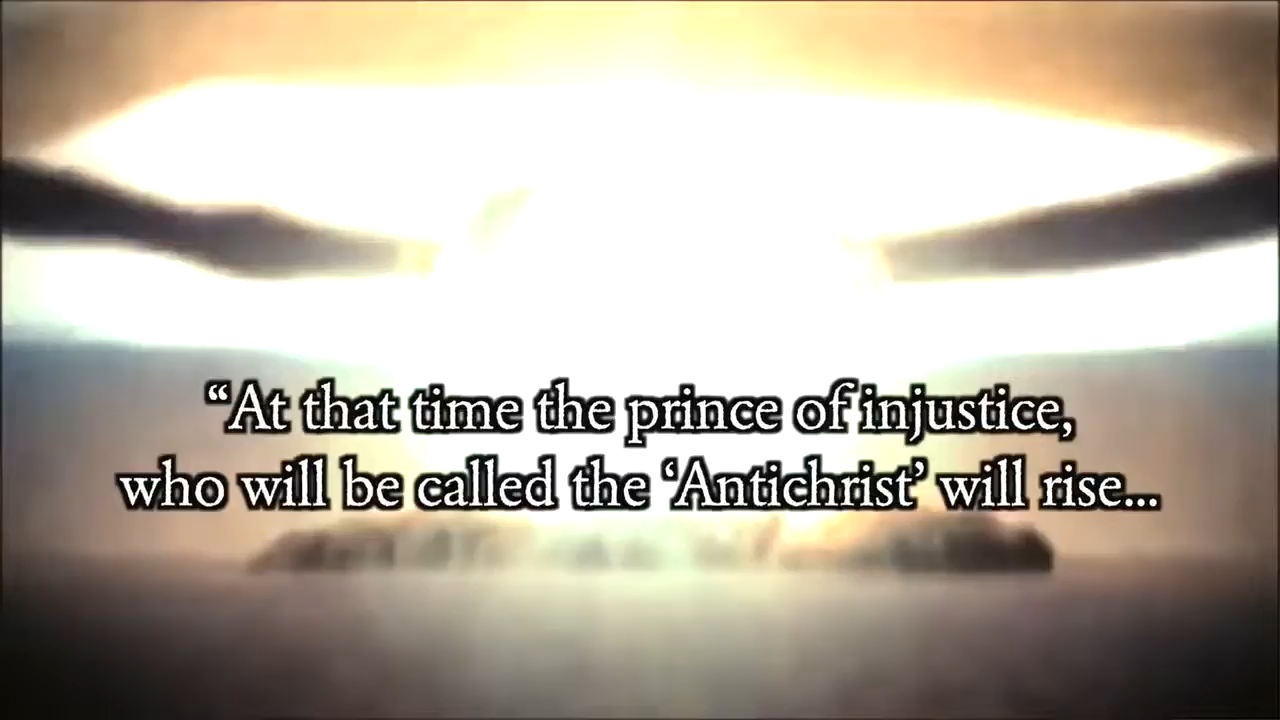 “At that time the prince of injustice,
who will be called the ‘Antichrist’ will rise...